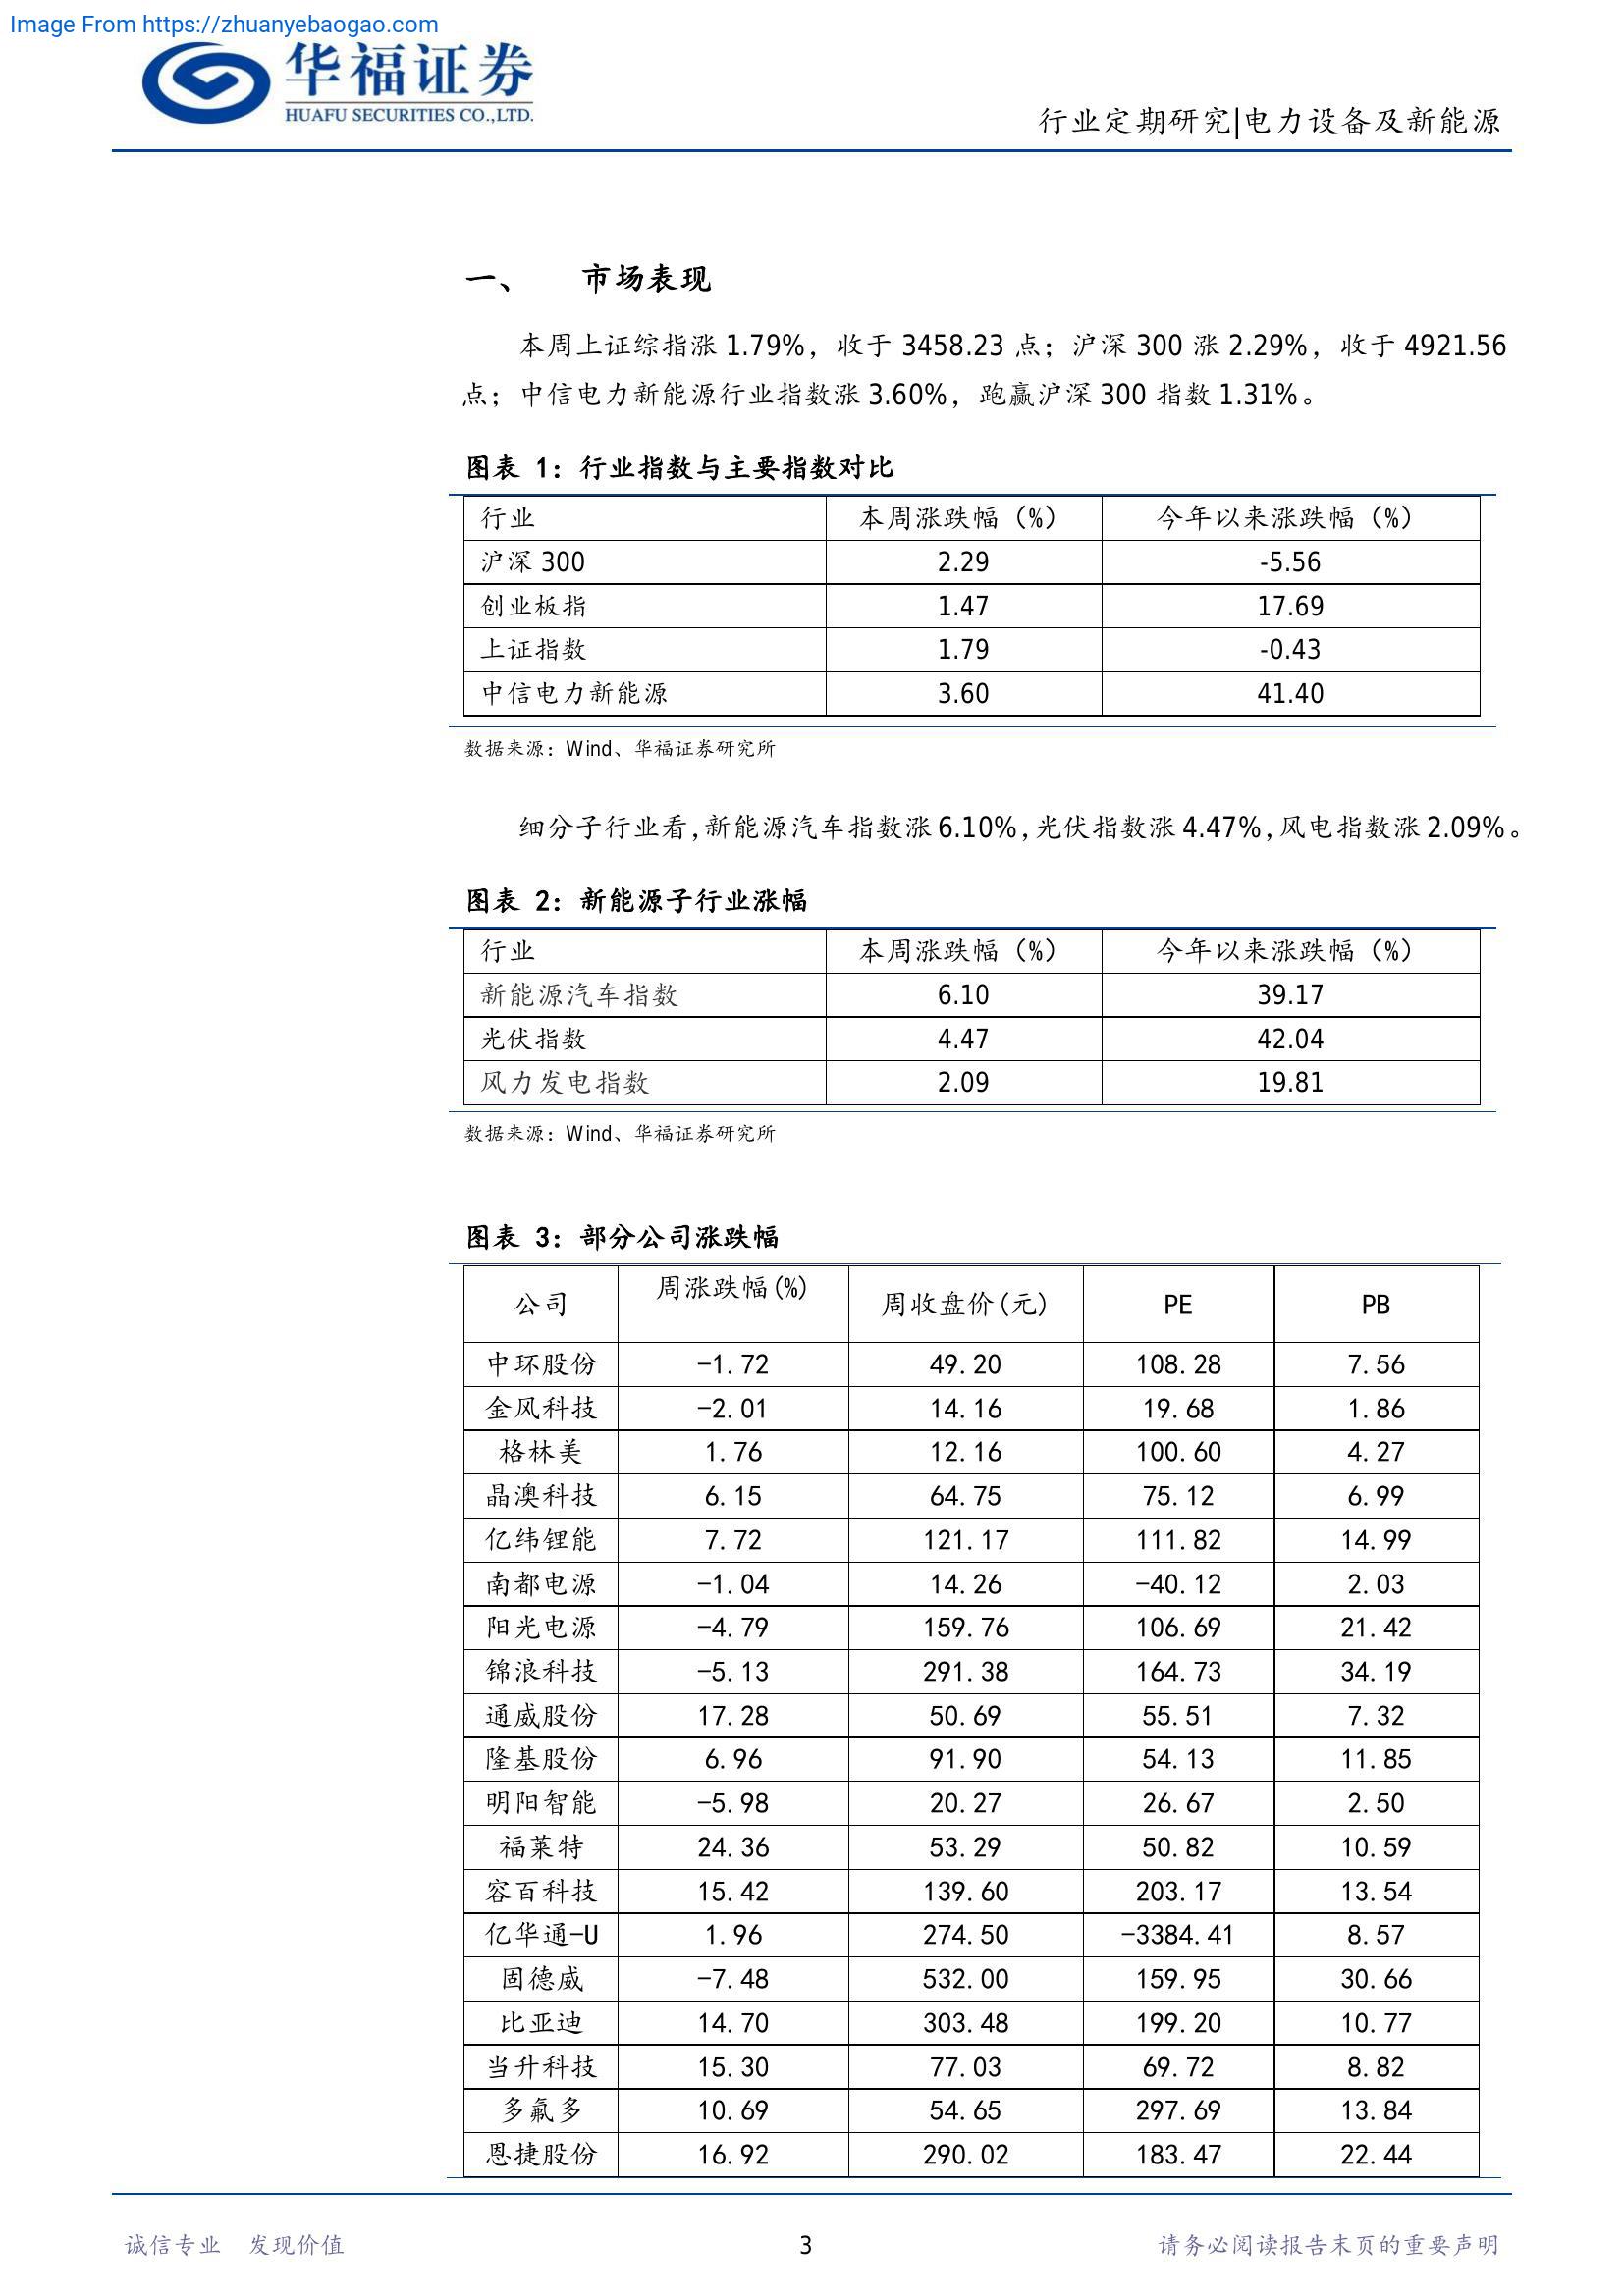 Image From https://zhuanyebaogao.com
华福证券
HUAFU SECURITIES CO.,LTD.
行业定期研究|电力设备及新能源
一、 市场表现
本周上证综指涨 1.79%，收于 3458.23 点；沪深 300 涨 2.29%，收于 4921.56
点；中信电力新能源行业指数涨 3.60%，跑赢沪深 300 指数 1.31%。
图表 1：行业指数与主要指数对比
行业 本周涨跌幅（%） 今年以来涨跌幅（%）
沪深 300 2.29 -5.56
创业板指 1.47 17.69
上证指数 1.79 -0.43
中信电力新能源 3.60 41.40
数据来源：Wind、华福证券研究所
细分子行业看,新能源汽车指数涨 6.10%,光伏指数涨 4.47%,风电指数涨 2.09%。
图表 2：新能源子行业涨幅
行业 本周涨跌幅（%） 今年以来涨跌幅（%）
新能源汽车指数 6.10 39.17
光伏指数 4.47 42.04
风力发电指数 2.09 19.81
数据来源：Wind、华福证券研究所
图表 3：部分公司涨跌幅
公司 周涨跌幅(%) 周收盘价(元) PE PB
中环股份 -1.72 49.20 108.28 7.56
金风科技 -2.01 14.16 19.68 1.86
格林美 1.76 12.16 100.60 4.27
晶澳科技 6.15 64.75 75.12 6.99
亿纬锂能 7.72 121.17 111.82 14.99
南都电源 -1.04 14.26 -40.12 2.03
阳光电源 -4.79 159.76 106.69 21.42
锦浪科技 -5.13 291.38 164.73 34.19
通威股份 17.28 50.69 55.51 7.32
隆基股份 6.96 91.90 54.13 11.85
明阳智能 -5.98 20.27 26.67 2.50
福莱特 24.36 53.29 50.82 10.59
容百科技 15.42 139.60 203.17 13.54
亿华通-U 1.96 274.50 -3384.41 8.57
固德威 -7.48 532.00 159.95 30.66
比亚迪 14.70 303.48 199.20 10.77
当升科技 15.30 77.03 69.72 8.82
多氟多 10.69 54.65 297.69 13.84
恩捷股份 16.92 290.02 183.47 22.44
诚信专业 发现价值 3 请务必阅读报告末页的重要声明